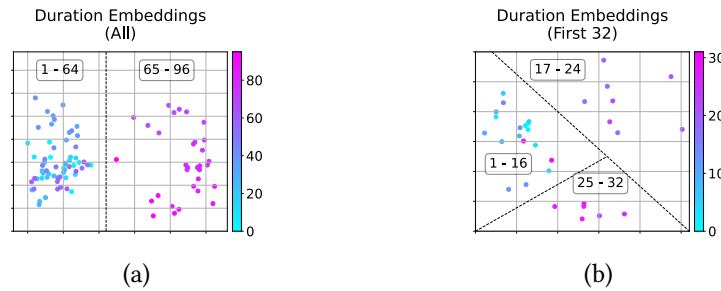 Duration Embeddings
(All)
1 - 64
65 - 96
80
60
40
20
0
(a)
Duration Embeddings
(First 32)
17 - 24
1 - 16
25 - 32
30
20
10
0
(b)